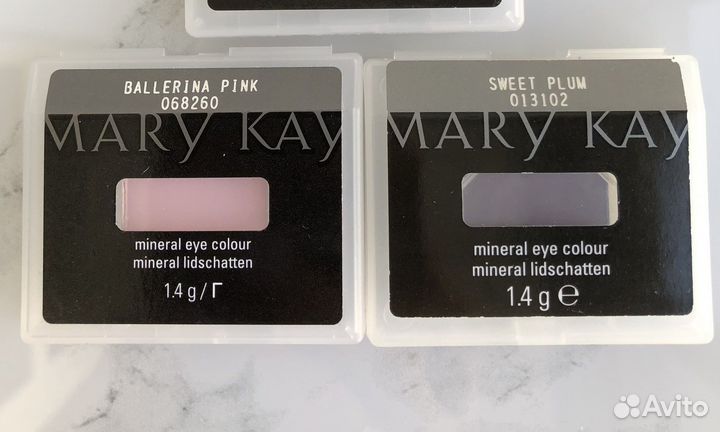 BALLERINA PINK
068260
MARY KAY
mineral eye colour
mineral lidschatten
1.4 g/Г
SWEET PLUM
013102
MARY KAY
mineral eye colour
mineral lidschatten
1.4 g ℮
Avito